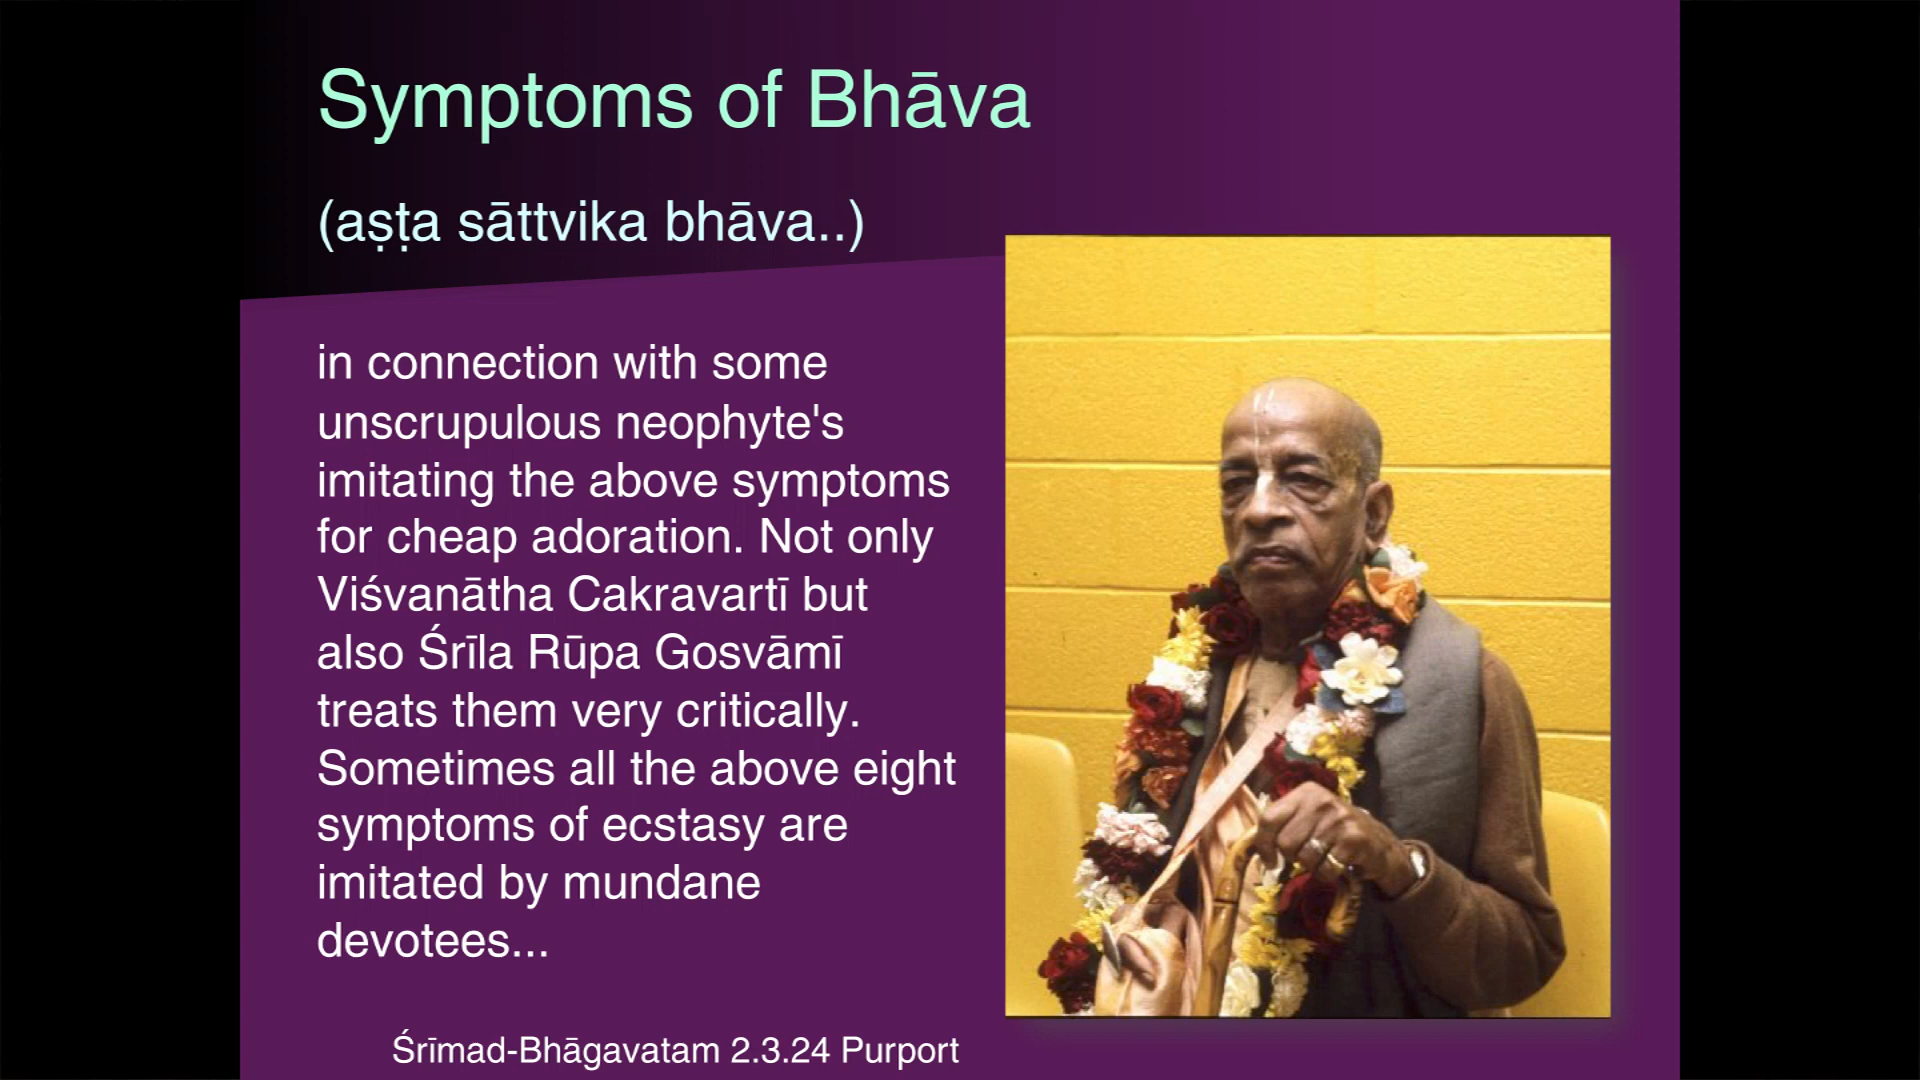 Symptoms of Bhāva
(aṣṭa sāttvika bhāva..)
in connection with some
unscrupulous neophyte's
imitating the above symptoms
for cheap adoration. Not only
Viśvanātha Cakravartī but
also Śrīla Rūpa Gosvāmī
treats them very critically.
Sometimes all the above eight
symptoms of ecstasy are
imitated by mundane
devotees...
Śrīmad-Bhāgavatam 2.3.24 Purport